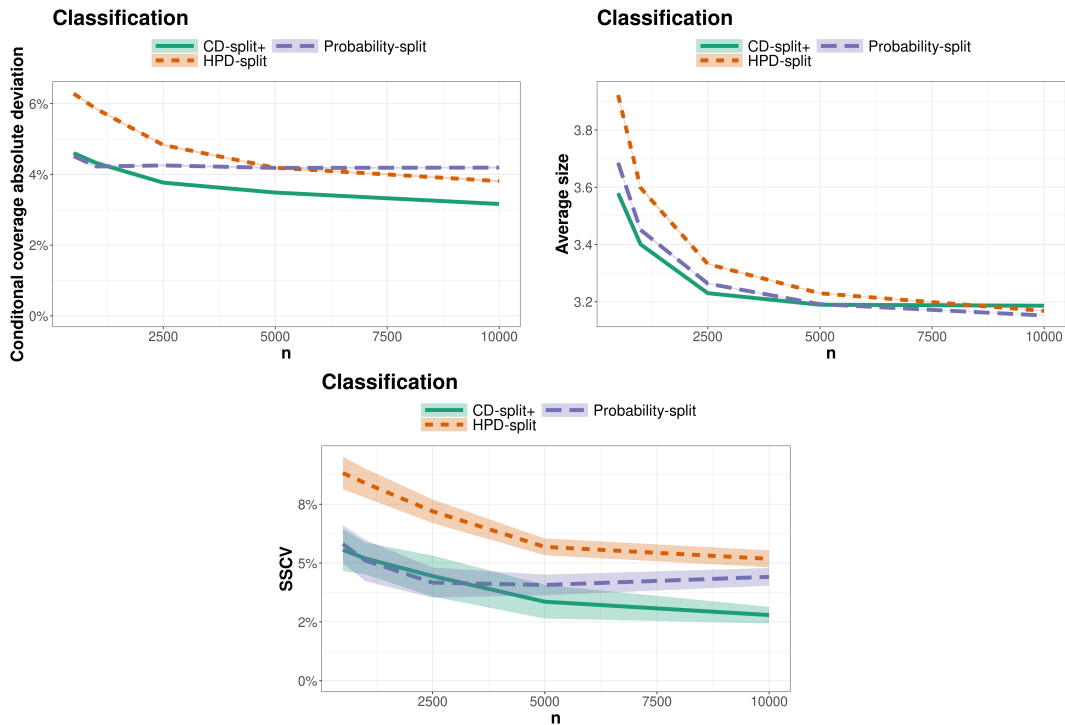 Classification
CD-split+ Probability-split
HPD-split
Conditional coverage absolute deviation
6%
4%
2%
0%
2500 5000 7500 10000
n
Classification
CD-split+ Probability-split
HPD-split
Average size
3.8
3.6
3.4
3.2
2500 5000 7500 10000
n
Classification
CD-split+ Probability-split
HPD-split
SSCV
8%
5%
2%
0%
2500 5000 7500 10000
n